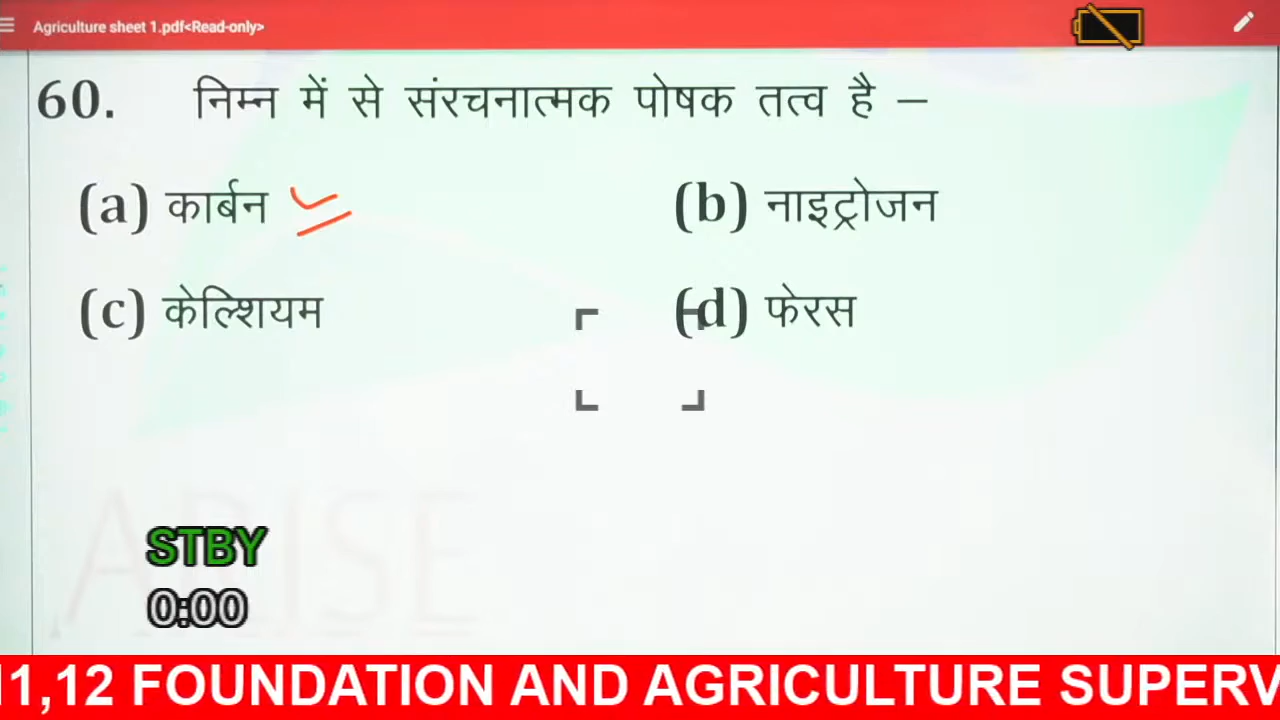 Agriculture sheet 1.pdf<Read-only>
60. निम्न में से संरचनात्मक पोषक तत्व है –
(a) कार्बन (b) नाइट्रोजन
(c) केल्शियम (d) फेरस
ARISE
STBY
0:00
11,12 FOUNDATION AND AGRICULTURE SUPERV